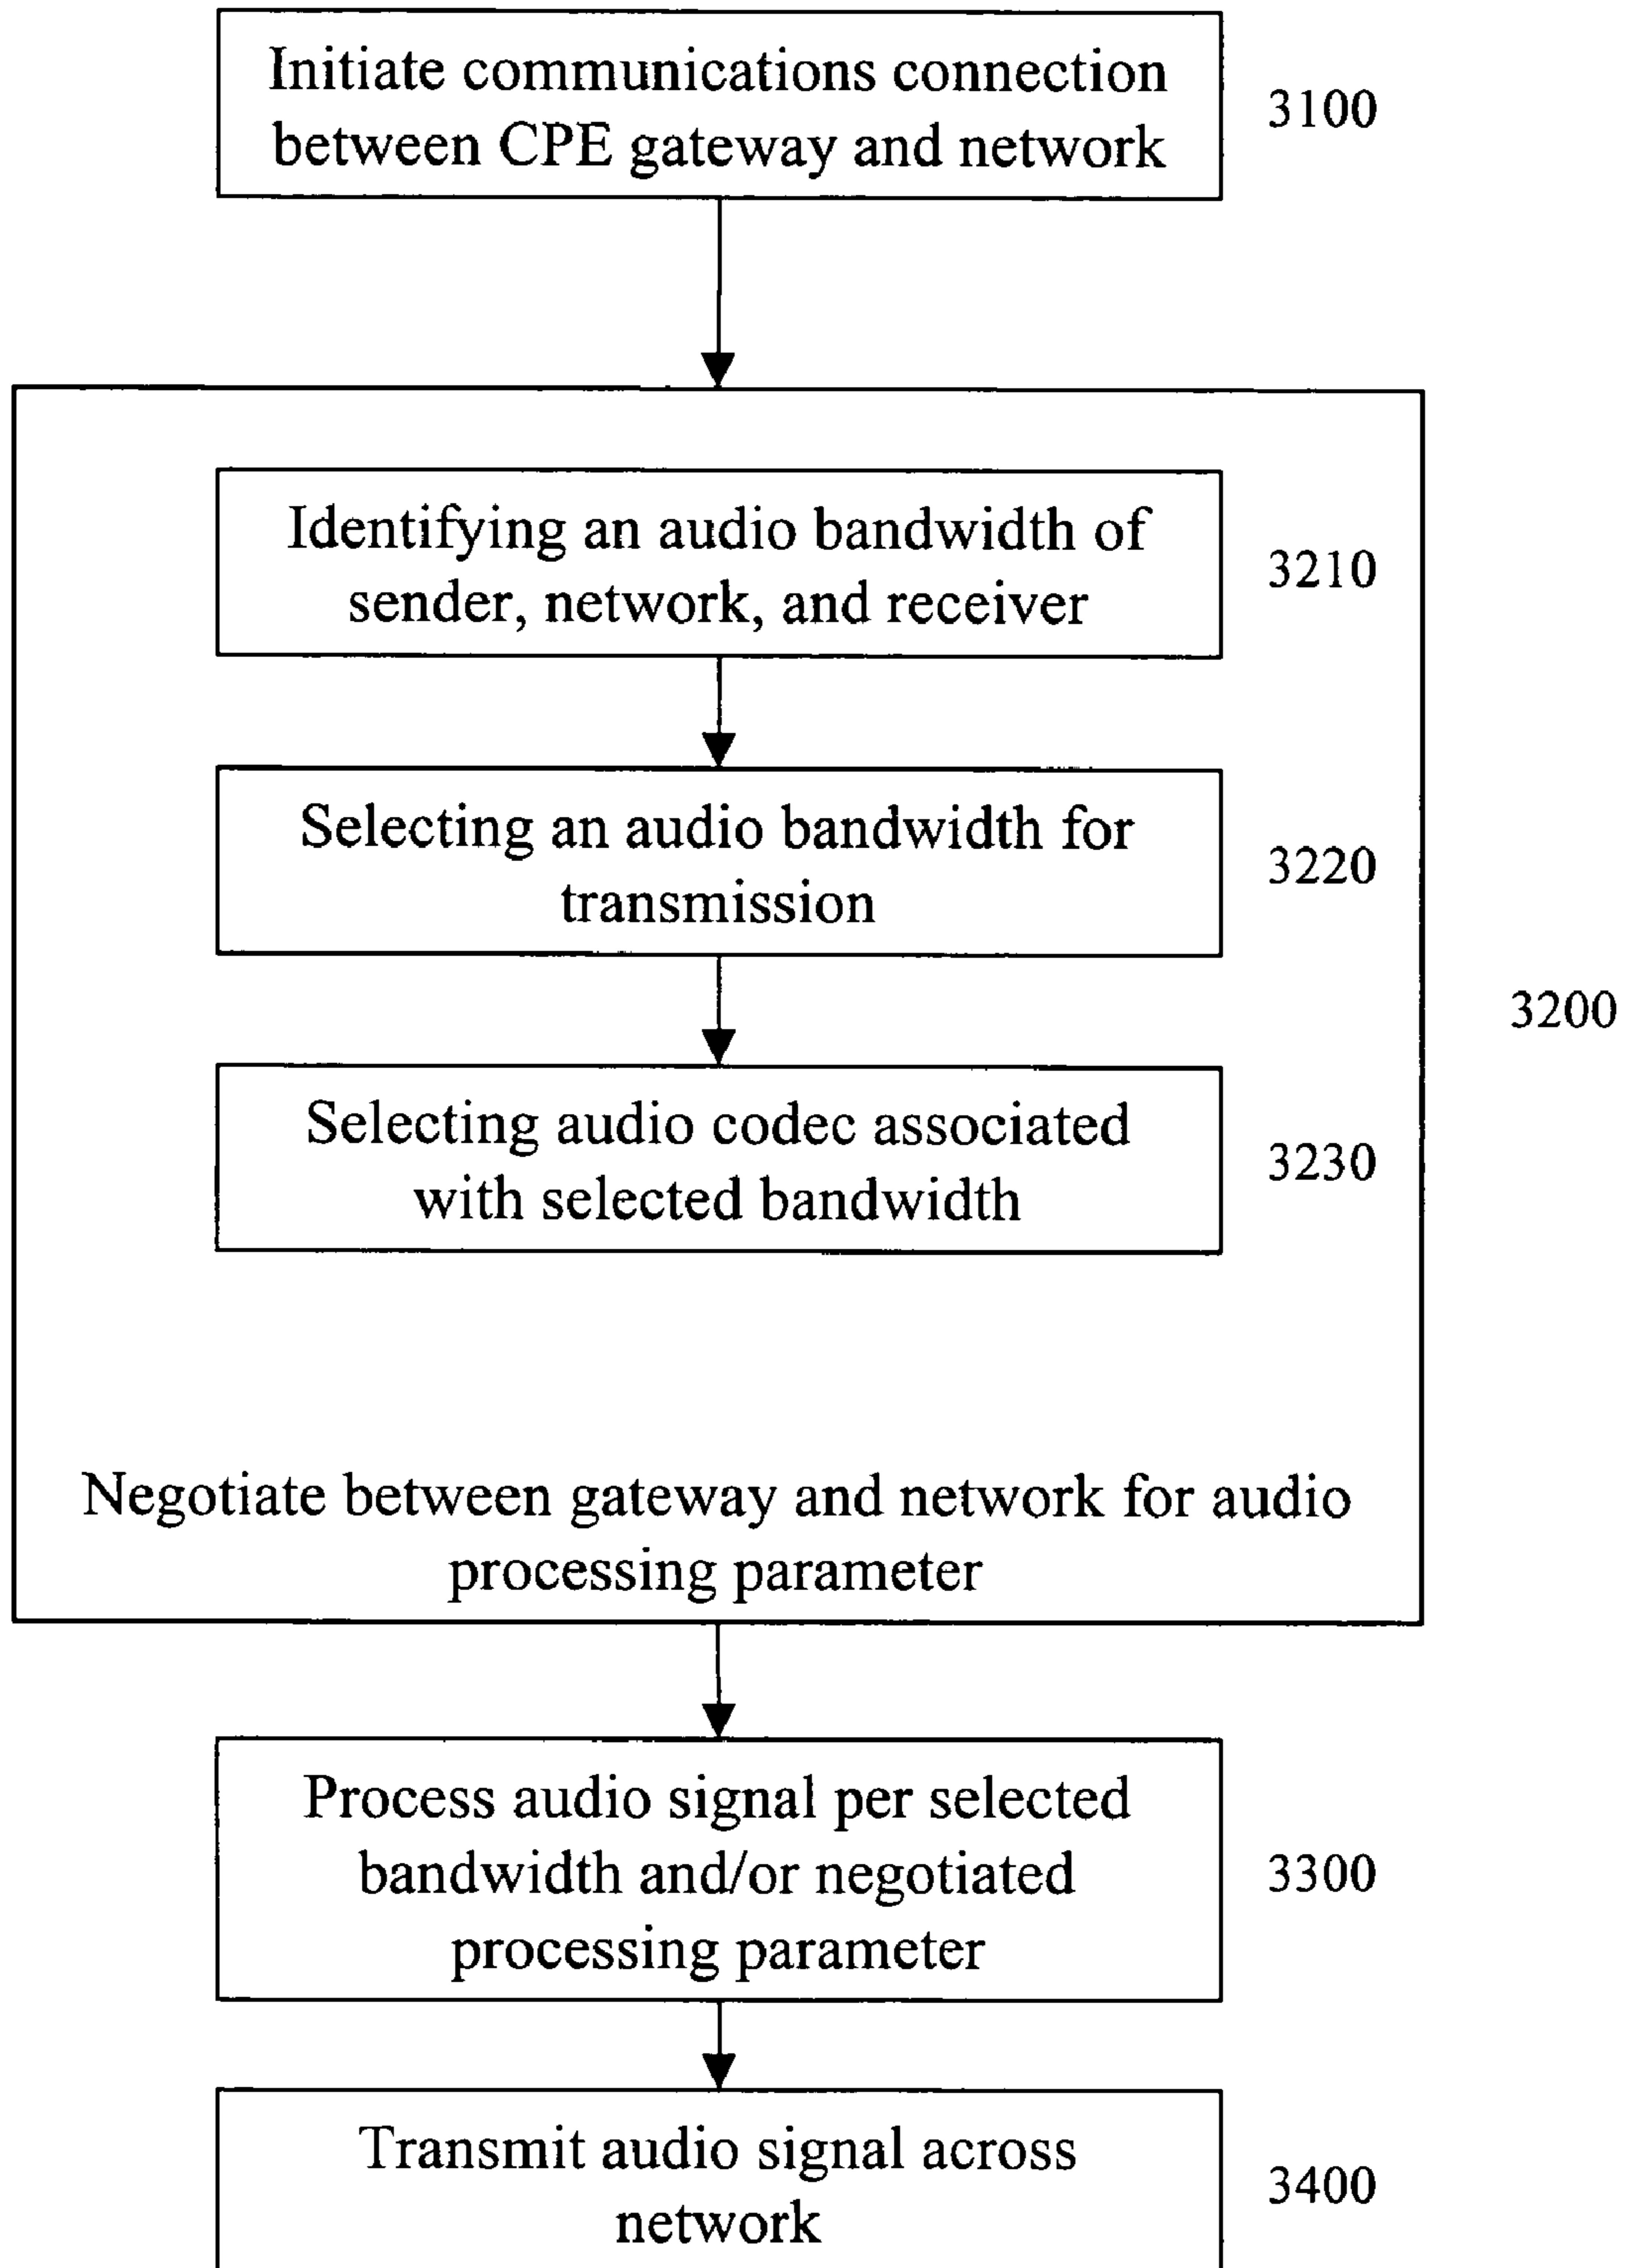 Initiate communications connection
between CPE gateway and network
3100
Identifying an audio bandwidth of
sender, network, and receiver
3210
Selecting an audio bandwidth for
transmission
3220
3200
Selecting audio codec associated
with selected bandwidth
3230
Negotiate between gateway and network for audio
processing parameter
Process audio signal per selected
bandwidth and/or negotiated
processing parameter
3300
Transmit audio signal across
network
3400